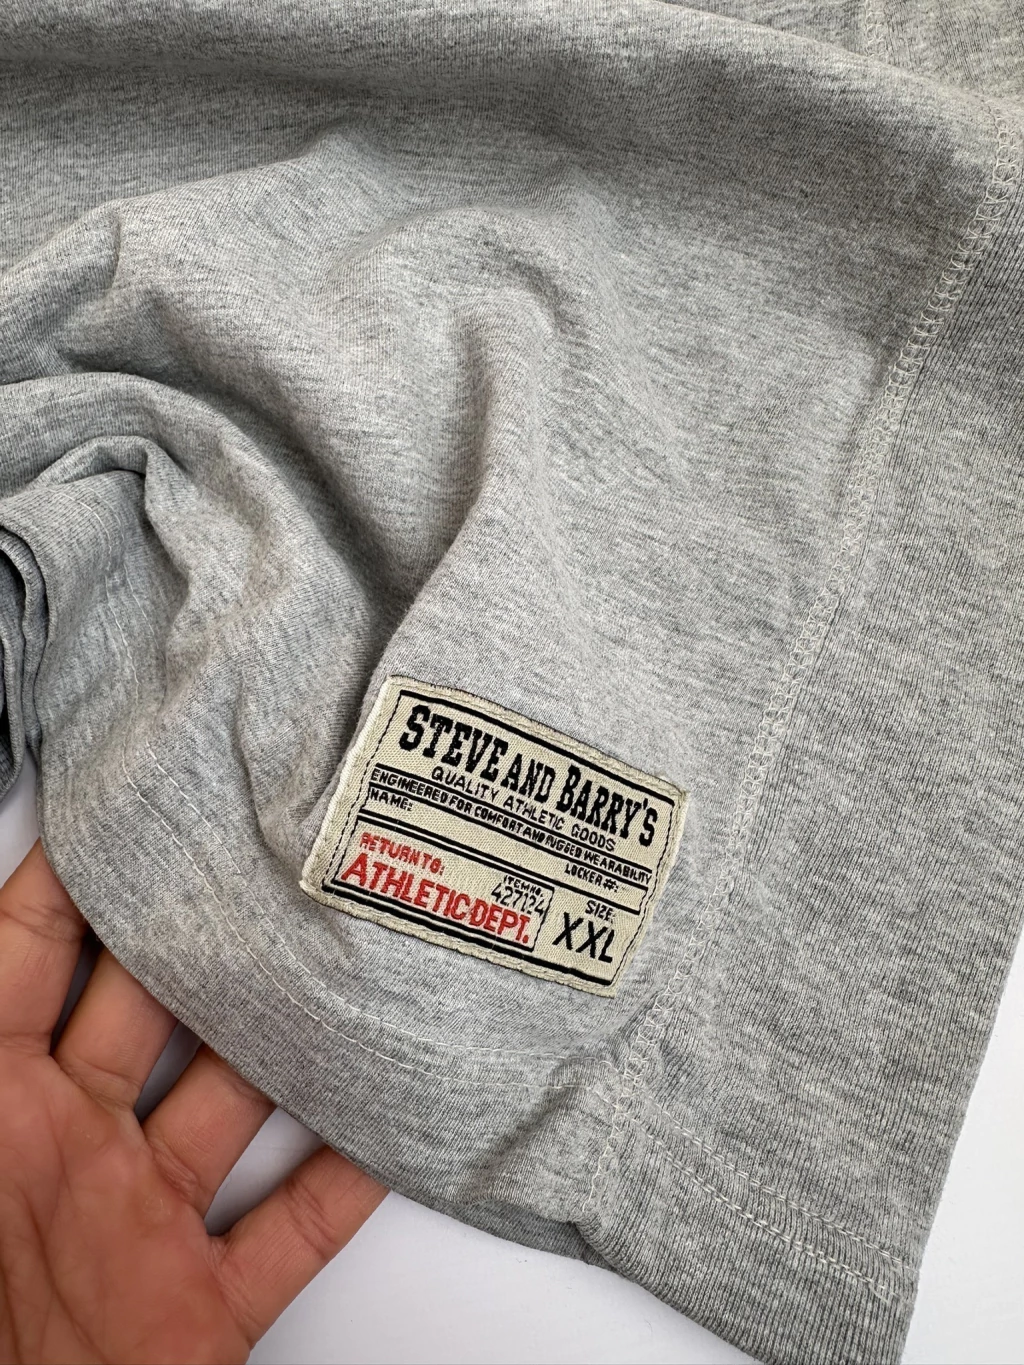 STEVE AND BARRY'S
QUALITY ATHLETIC GOODS
ENGINEERED FOR COMFORT AND RUGGED WEARABILITY
NAME:
LOCKER#:
RETURN TO:
ATHLETIC DEPT.
ITEM No.
427124
SIZE:
XXL